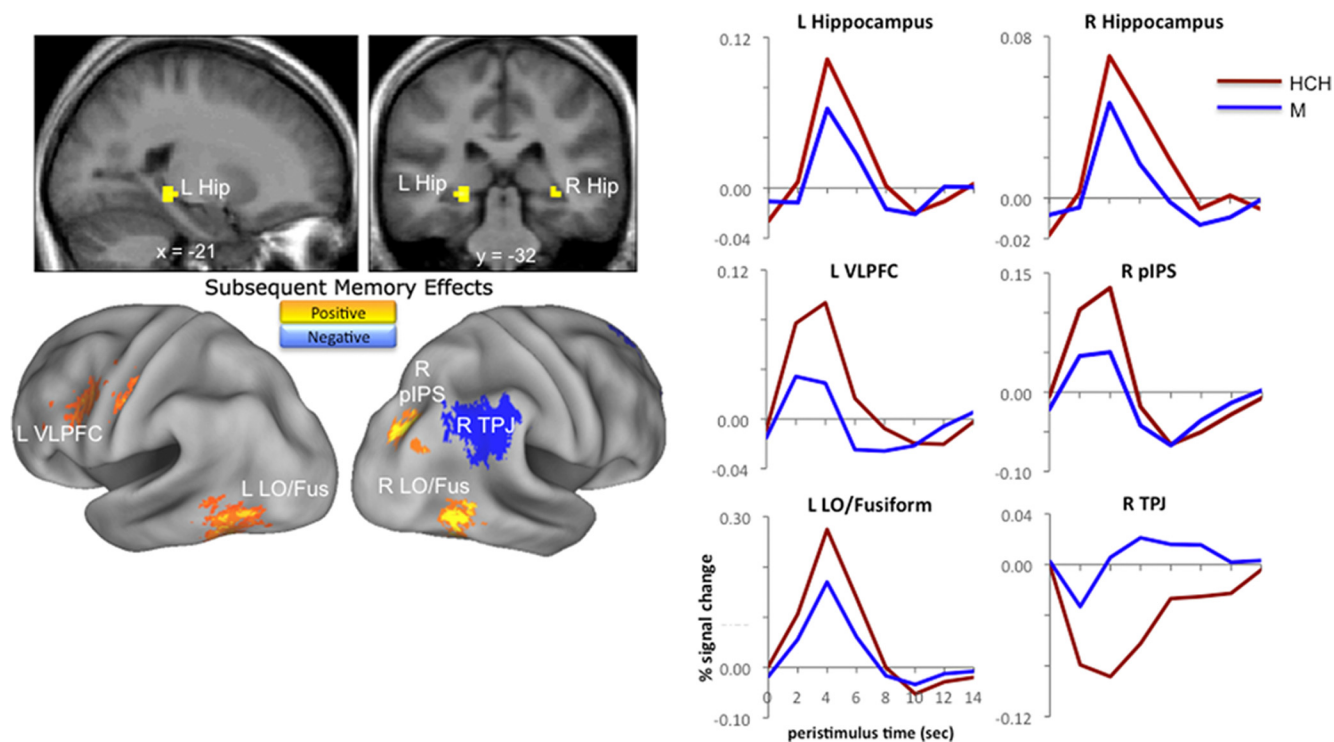 L Hip
x = -21
L Hip
R Hip
y = -32
Subsequent Memory Effects
Positive
Negative
L VLPFC
L LO/Fus
R
pIPS
R TPJ
R LO/Fus
L Hippocampus
0.12
0.00
-0.04
R Hippocampus
0.08
0.00
-0.02
HCH
M
L VLPFC
0.12
0.00
-0.04
R pIPS
0.15
0.00
-0.10
L LO/Fusiform
0.30
0.00
-0.10
% signal change
0 2 4 6 8 10 12 14
peristimulus time (sec)
R TPJ
0.04
0.00
-0.12